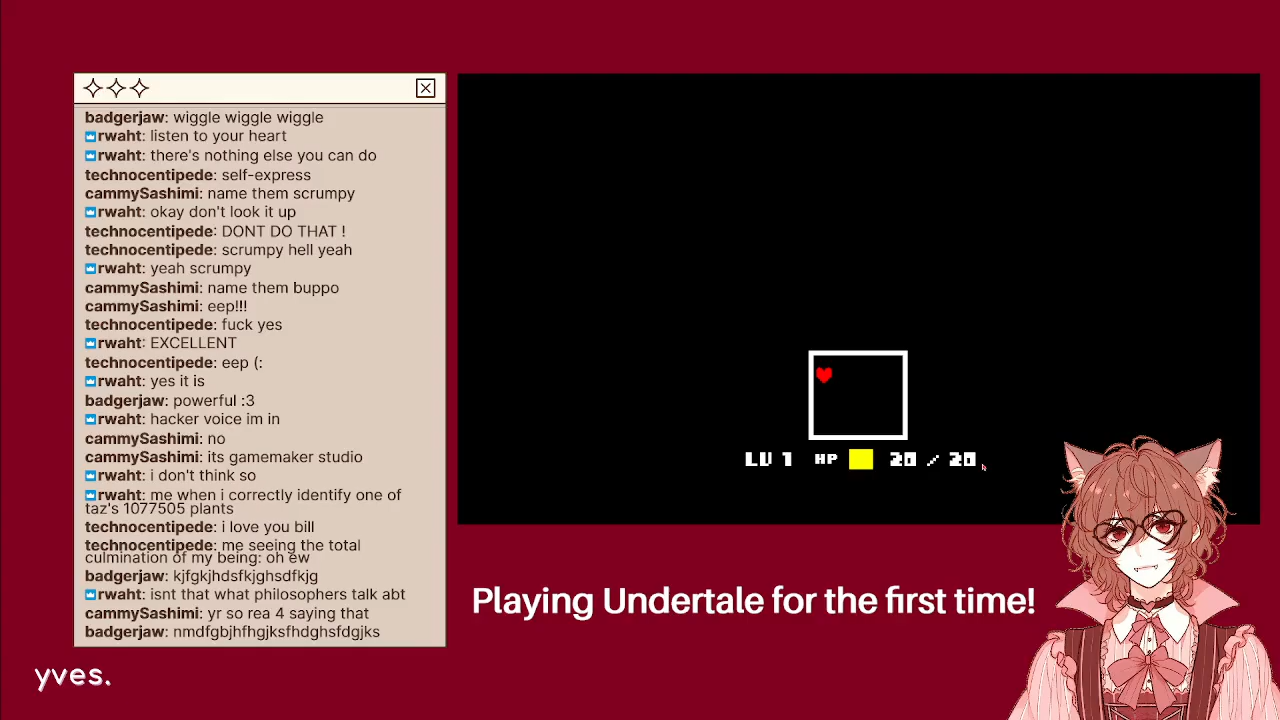 badgerjaw: wiggle wiggle wiggle
rwaht: listen to your heart
rwaht: there's nothing else you can do
technocentipede: self-express
cammySashimi: name them scrumpy
rwaht: okay don't look it up
technocentipede: DONT DO THAT !
technocentipede: scrumpy hell yeah
rwaht: yeah scrumpy
cammySashimi: name them buppo
cammySashimi: eep!!!
technocentipede: fuck yes
rwaht: EXCELLENT
technocentipede: eep (:
rwaht: yes it is
badgerjaw: powerful :3
rwaht: hacker voice im in
cammySashimi: no
cammySashimi: its gamemaker studio
rwaht: i don't think so
rwaht: me when i correctly identify one of
taz's 1077505 plants
technocentipede: i love you bill
technocentipede: me seeing the total
culmination of my being: oh ew
badgerjaw: kjfgkjhdsfkjghsdfkjg
rwaht: isnt that what philosophers talk abt
cammySashimi: yr so rea 4 saying that
badgerjaw: nmdfgbjhfhgjksfhdghsfdgjks
LV 1 HP 20 / 20
Playing Undertale for the first time!
yves.